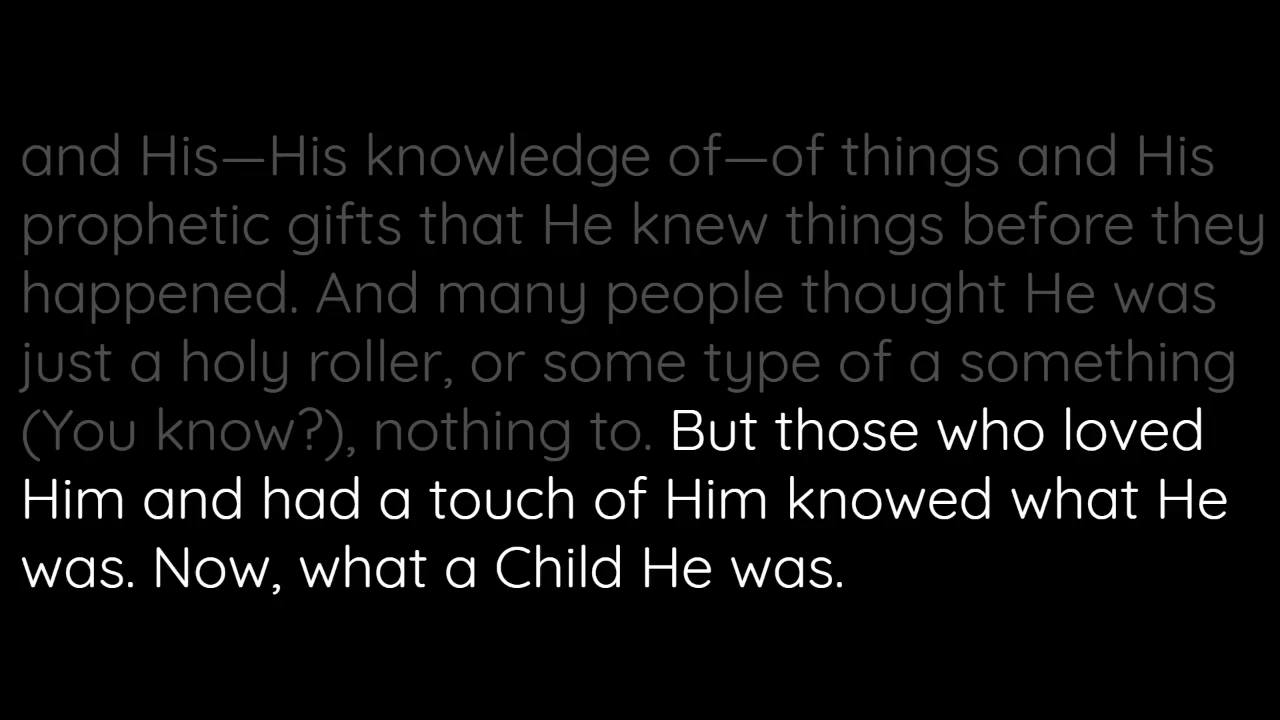 and His—His knowledge of—of things and His
prophetic gifts that He knew things before they
happened. And many people thought He was
just a holy roller, or some type of a something
(You know?), nothing to. But those who loved
Him and had a touch of Him knowed what He
was. Now, what a Child He was.